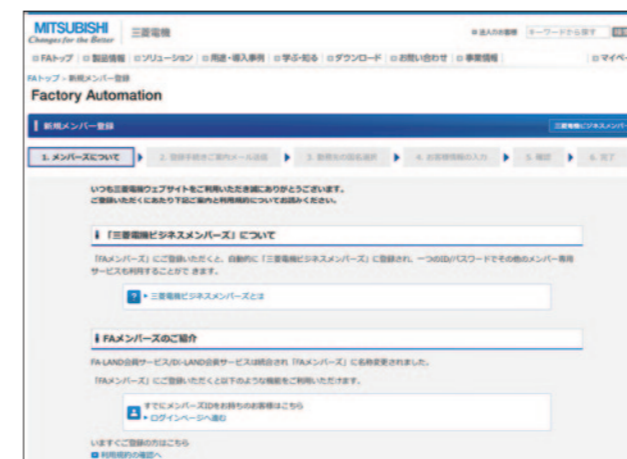 MITSUBISHI
Changes for the Better
三菱電機
法人のお客様
キーワードから探す
FAトップ
製品情報
ソリューション
用途・導入事例
学ぶ・知る
ダウンロード
お問い合わせ
事業情報
FAトップ > 新規メンバー登録
Factory Automation
新規メンバー登録
三菱電機ビジネスメンバー
1. メンバーズについて
2. 登録手続きご案内メール送信
3. 勤務先の国名選択
4. お客様情報の入力
5. 確認
6. 完了
いつも三菱電機ウェブサイトをご利用いただき誠にありがとうございます。
ご登録いただくにあたり下記ご案内と利用規約についてお読みください。
「三菱電機ビジネスメンバーズ」について
「FAメンバーズ」にご登録いただくと、自動的に「三菱電機ビジネスメンバーズ」に登録され、一つのID/パスワードでその他のメンバー専用
サービスも利用することが できます。
三菱電機ビジネスメンバーズとは
FAメンバーズのご紹介
FA-LAND会員サービス/DI-LAND会員サービスは統合され「FAメンバーズ」に名称変更されました。
「FAメンバーズ」にご登録いただくと以下のような機能をご利用いただけます。
すでにメンバーズIDをお持ちのお客様はこちら
ログインページへ進む
いますぐご登録の方はこちら
利用規約の確認へ